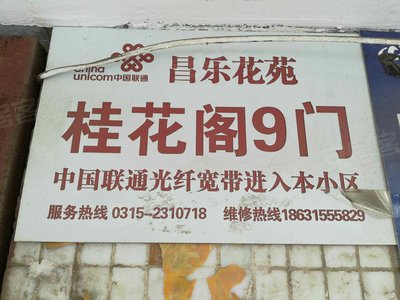 China
unicom中国联通
昌乐花苑
桂花阁9门
中国联通光纤宽带进入本小区
服务热线 0315-2310718 维修热线18631555829